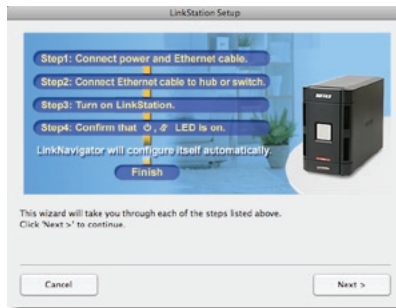 LinkStation Setup
Step1: Connect power and Ethernet cable.
Step2: Connect Ethernet cable to hub or switch.
Step3: Turn on LinkStation.
Step4: Confirm that ⏻, LED is on.
LinkNavigator will configure itself automatically.
Finish
BUFFALO
This wizard will take you through each of the steps listed above.
Click 'Next >' to continue.
Cancel
Next >